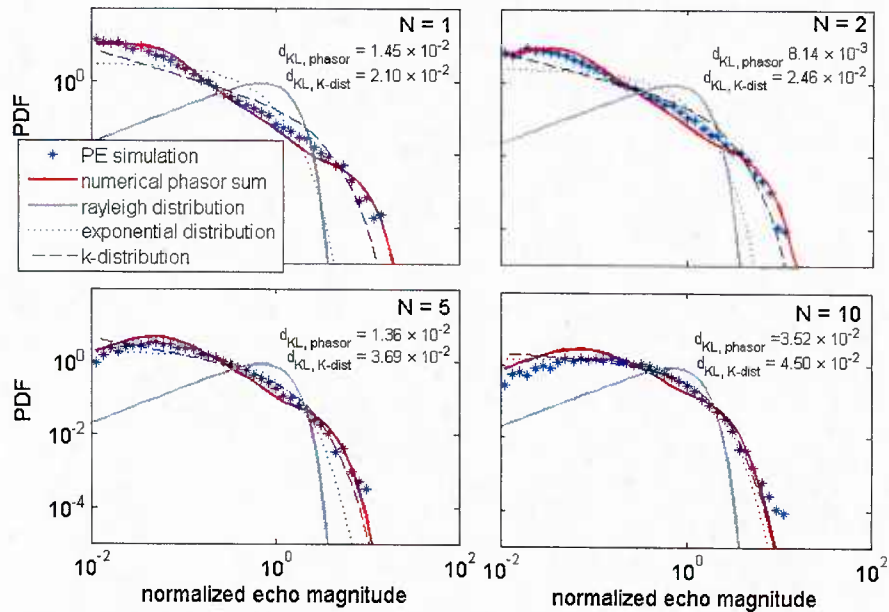 N = 1
d_KL, phasor = 1.45 × 10^-2
d_KL, K-dist = 2.10 × 10^-2
PDF
10^0
PE simulation
numerical phasor sum
rayleigh distribution
exponential distribution
k-distribution
N = 2
d_KL, phasor 8.14 × 10^-3
d_KL, K-dist = 2.46 × 10^-2
N = 5
d_KL, phasor = 1.36 × 10^-2
d_KL, K-dist = 3.69 × 10^-2
PDF
10^0
10^-2
10^-4
10^-2
10^0
10^2
normalized echo magnitude
N = 10
d_KL, phasor =3.52 × 10^-2
d_KL, K-dist = 4.50 × 10^-2
10^-2
10^0
10^2
normalized echo magnitude